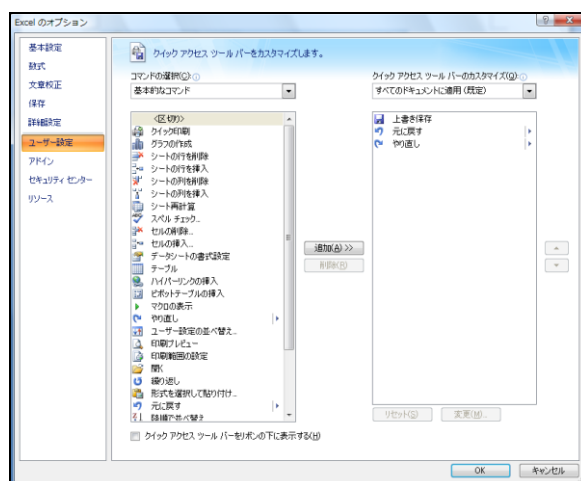 Excel のオプション
基本設定
数式
文章校正
保存
詳細設定
ユーザー設定
アドイン
セキュリティ センター
リソース
クイック アクセス ツール バーをカスタマイズします。
コマンドの選択(C):
基本的なコマンド
<区切り>
クイック印刷
グラフの作成
シートの行を削除
シートの行を挿入
シートの列を削除
シートの列を挿入
シート再計算
スペル チェック...
セルの削除...
セルの挿入...
データシートの書式設定
テーブル
ハイパーリンクの挿入
ピボットテーブルの挿入
マクロの表示
やり直し
ユーザー設定の並べ替え...
印刷プレビュー
印刷範囲の設定
開く
繰り返し
形式を選択して貼り付け...
元に戻す
降順で並べ替え
追加(A) >>
削除(R)
クイック アクセス ツール バーのカスタマイズ(Q):
すべてのドキュメントに適用 (既定)
上書き保存
元に戻す
やり直し
リセット(S)
変更(M)...
クイック アクセス ツール バーをリボンの下に表示する(H)
OK
キャンセル